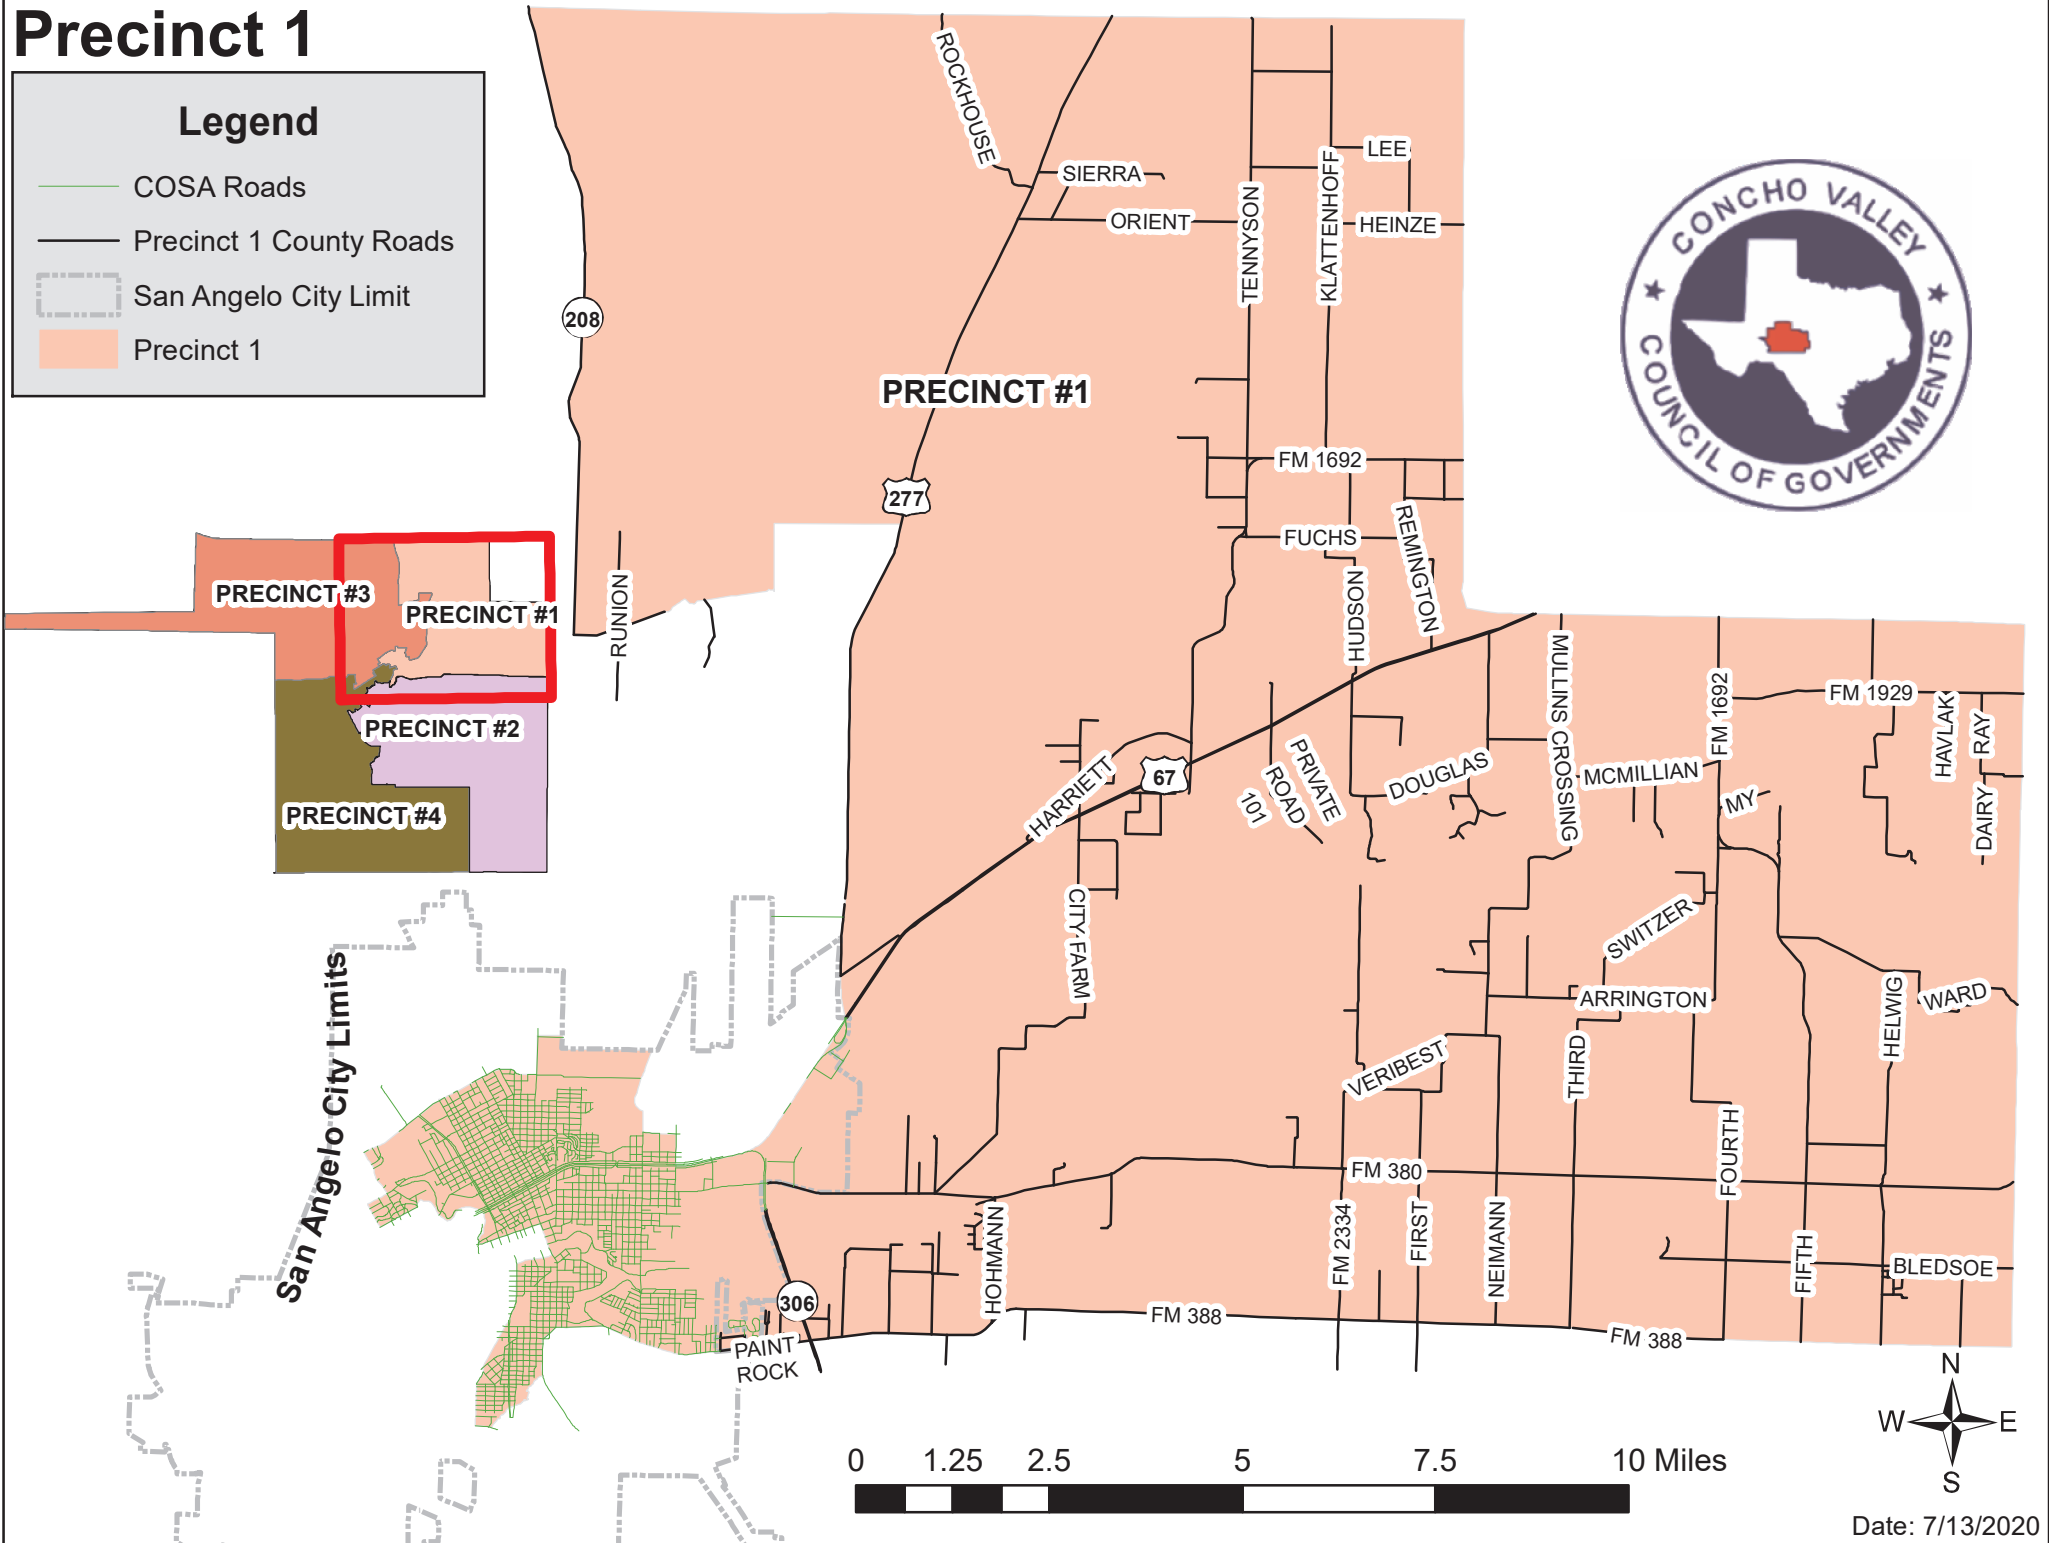 Precinct 1
Legend
COSA Roads
Precinct 1 County Roads
San Angelo City Limit
Precinct 1
ROCKHOUSE
SIERRA
ORIENT
TENNYSON
KLATTENHOFF
LEE
HEINZE
CONCHO VALLEY
COUNCIL OF GOVERNMENTS
208
PRECINCT #1
277
FM 1692
FUCHS
REMINGTON
HUDSON
RUNION
PRECINCT #3
PRECINCT #1
PRECINCT #2
PRECINCT #4
MULLINS CROSSING
FM 1692
FM 1929
HAVLAK
DAIRY RAY
HARRIETT
67
PRIVATE
ROAD
101
DOUGLAS
MCMILLIAN
MY
CITY FARM
SWITZER
ARRINGTON
WARD
HELWIG
San Angelo City Limits
VERIBEST
THIRD
FOURTH
FM 380
FM 2334
FIRST
NEIMANN
FIFTH
BLEDSOE
HOHMANN
306
FM 388
FM 388
PAINT
ROCK
N
W E
S
0 1.25 2.5 5 7.5 10 Miles
Date: 7/13/2020